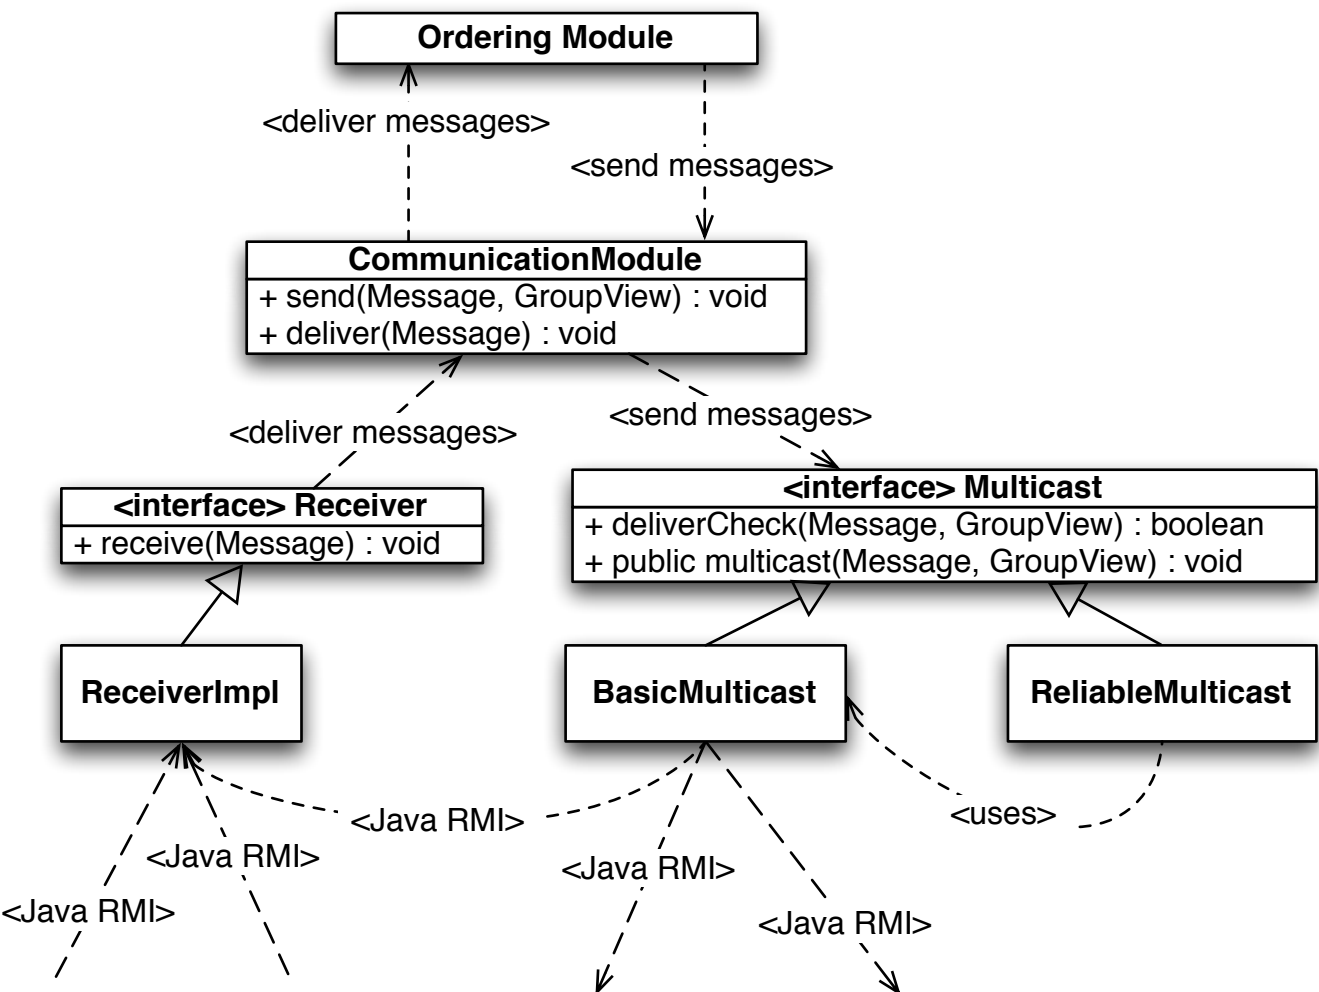 Ordering Module
<deliver messages>
<send messages>
CommunicationModule
+ send(Message, GroupView) : void
+ deliver(Message) : void
<send messages>
<deliver messages>
<interface> Multicast
<interface> Receiver
+ deliverCheck(Message, GroupView) : boolean
+ receive(Message) : void
+ public multicast(Message, GroupView) : void
ReceiverImpl
BasicMulticast
ReliableMulticast
<uses>
<Java RMI>
<Java RMI>
<Java RMI>
<Java RMI>
<Java RMI>